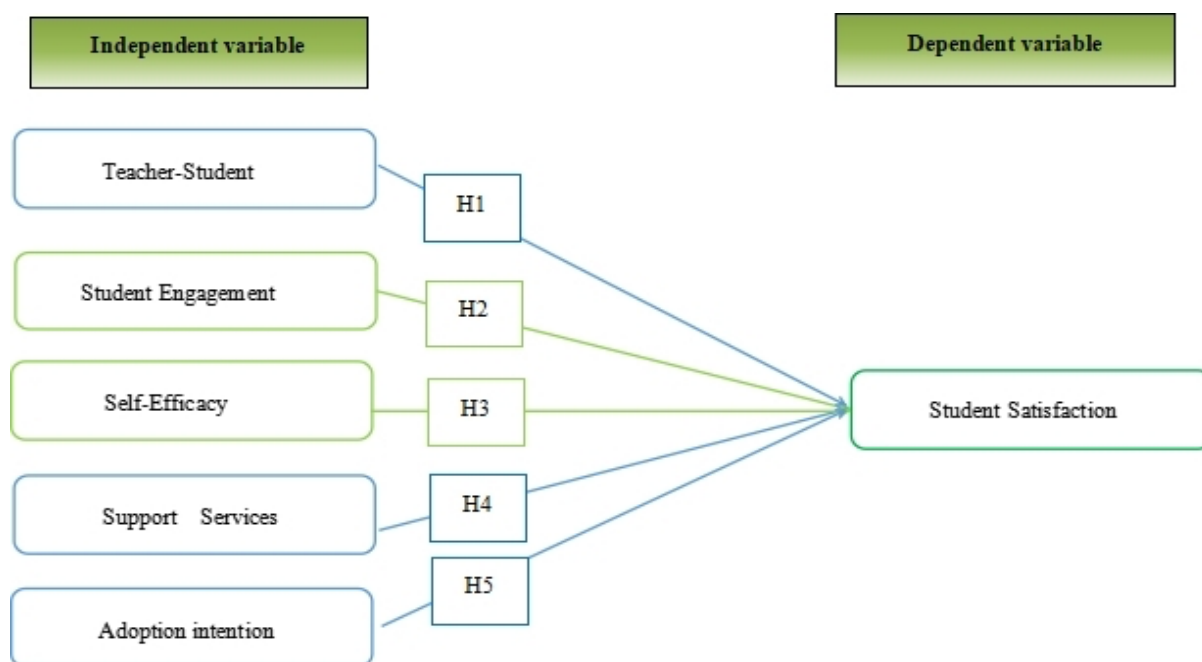 Independent variable
Dependent variable
Teacher-Student
H1
Student Engagement
H2
Self-Efficacy
H3
Student Satisfaction
Support Services
H4
H5
Adoption intention